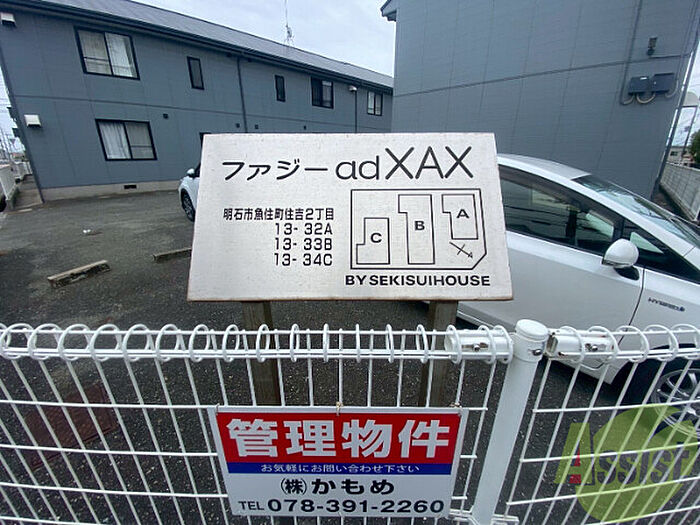 ファジーadXAX
明石市魚住町住吉2丁目
13- 32A
13- 33B
13- 34C
C B A
BY SEKISUIHOUSE
管理物件
お気軽にお問い合わせ下さい
㈱かもめ
TEL 078-391-2260
HYBRID
Assist